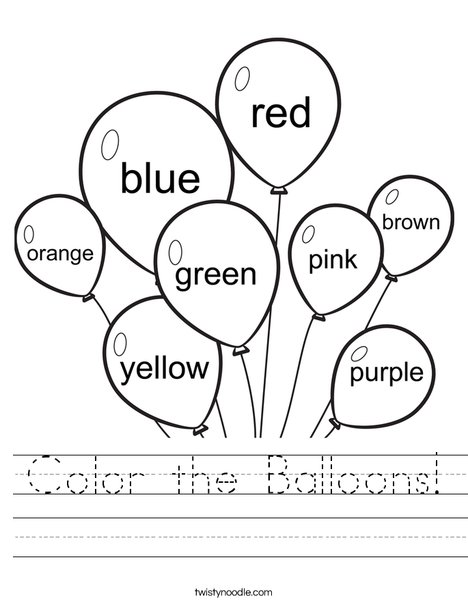 red
blue
brown
orange
green
pink
yellow
purple
Color the Balloons!
twistynoodle.com